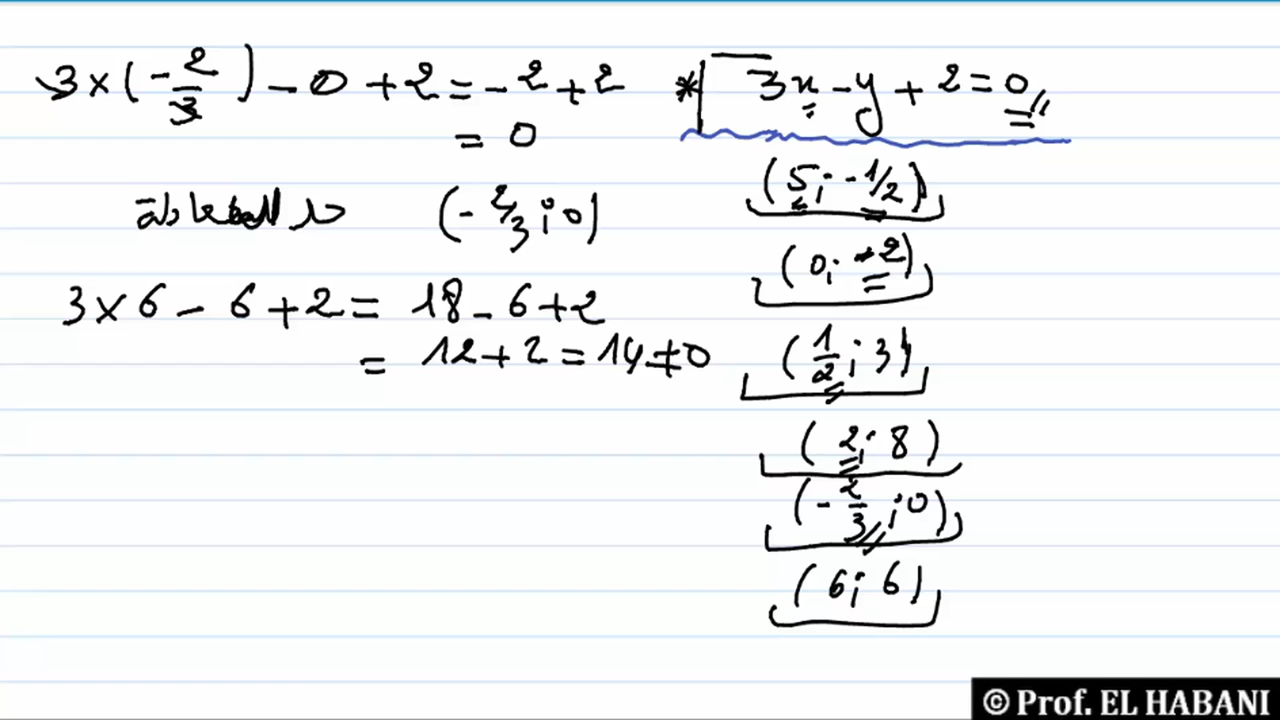 3×(-2/3) - 0 + 2 = -2 + 2
= 0
(-2/3 ; 0)
3 × 6 - 6 + 2 = 18 - 6 + 2
= 12 + 2 = 14 ≠ 0
* 3x - y + 2 = 0
(5 ; -1/2)
(0 ; 2)
(1/2 ; 3)
(2 ; 8)
(-2/3 ; 0)
(6 ; 6)
© Prof. EL HABANI